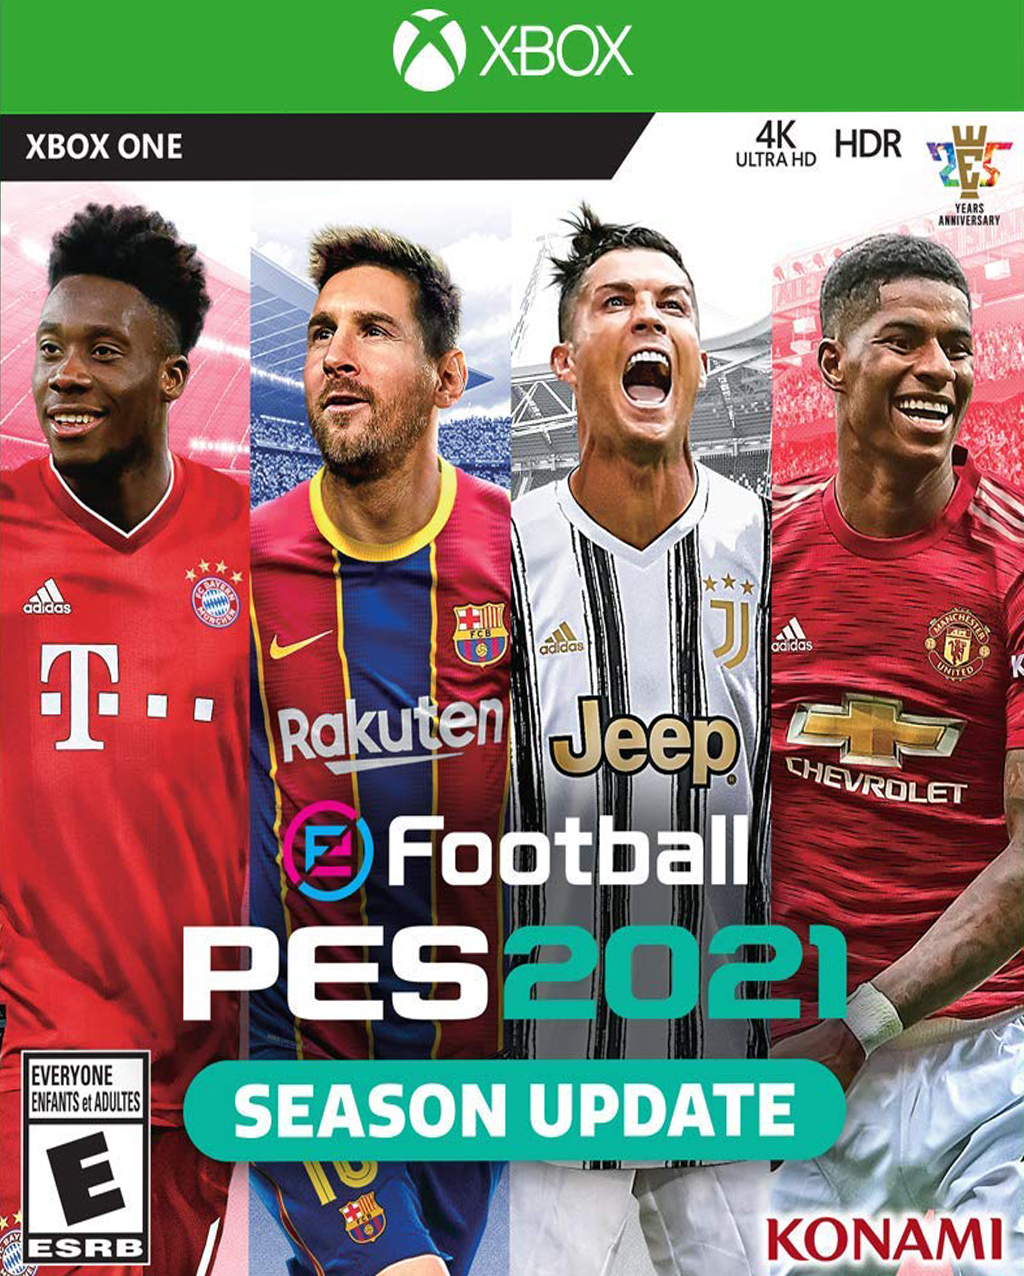 XBOX
XBOX ONE
4K
ULTRA HD
HDR
25
YEARS
ANNIVERSARY
adidas
FC BAYERN
MÜNCHEN
T
FCB
Rakuten
adidas
Jeep
adidas
MANCHESTER
UNITED
CHEVROLET
K
eFootball
PES2021
SEASON UPDATE
10
EVERYONE
ENFANTS et ADULTES
E
ESRB
KONAMI